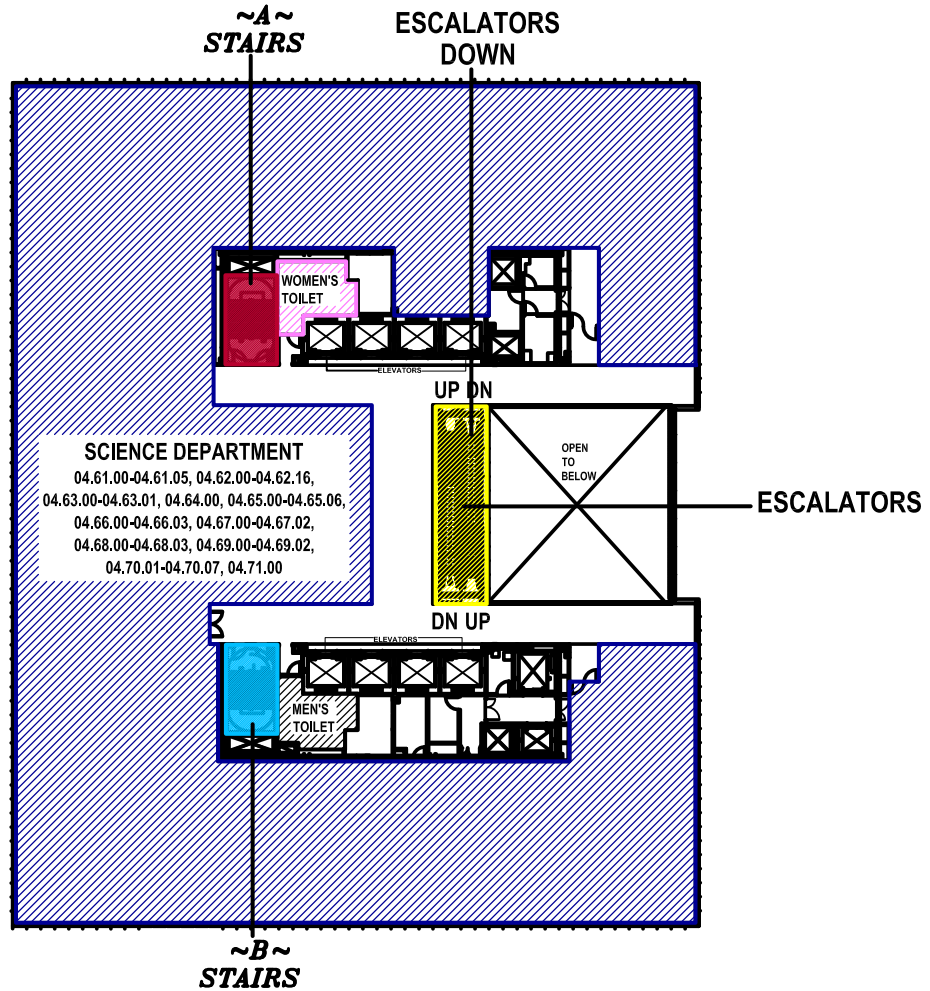 ~A~
STAIRS
ESCALATORS
DOWN
WOMEN'S
TOILET
ELEVATORS
UP DN
SCIENCE DEPARTMENT
04.61.00-04.61.05, 04.62.00-04.62.16,
04.63.00-04.63.01, 04.64.00, 04.65.00-04.65.06,
04.66.00-04.66.03, 04.67.00-04.67.02,
04.68.00-04.68.03, 04.69.00-04.69.02,
04.70.01-04.70.07, 04.71.00
OPEN
TO
BELOW
ESCALATORS
DN UP
ELEVATORS
MEN'S
TOILET
~B~
STAIRS